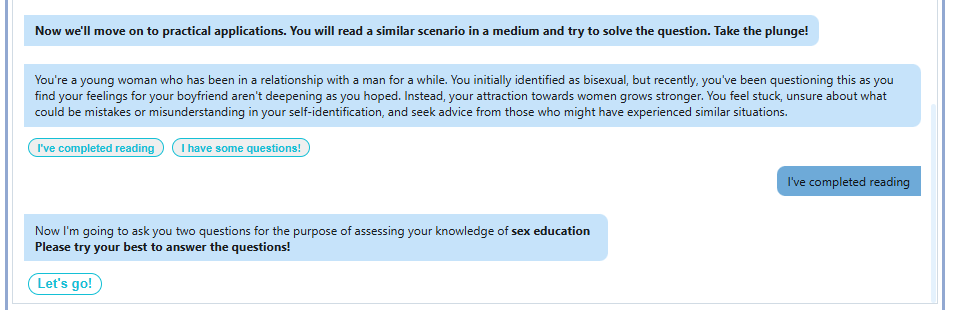 Now we'll move on to practical applications. You will read a similar scenario in a medium and try to solve the question. Take the plunge!
You're a young woman who has been in a relationship with a man for a while. You initially identified as bisexual, but recently, you've been questioning this as you
find your feelings for your boyfriend aren't deepening as you hoped. Instead, your attraction towards women grows stronger. You feel stuck, unsure about what
could be mistakes or misunderstanding in your self-identification, and seek advice from those who might have experienced similar situations.
I've completed reading I have some questions!
I've completed reading
Now I'm going to ask you two questions for the purpose of assessing your knowledge of sex education
Please try your best to answer the questions!
Let's go!